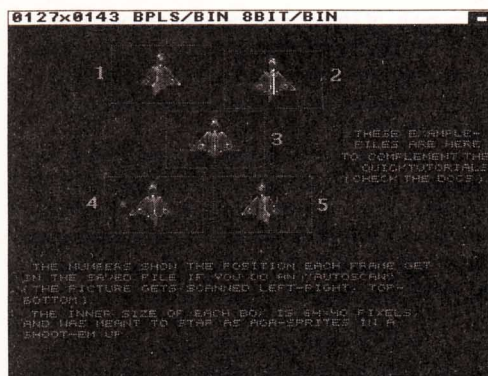 0127x0143 BPLS/BIN 8BIT/BIN
1
2
3
THESE EXAMPLE-
FILES ARE HERE
TO COMPLEMENT THE
QUICKTUTORIALS
(CHECK THE DOCS)
4
5
THE NUMBERS SHOW THE POSITION EACH FRAME GET
IN THE SAVED FILE IF YOU DO AN "AUTOSCAN"
(THE PICTURE GETS SCANNED LEFT-RIGHT, TOP-
BOTTOM)
THE INNER SIZE OF EACH BOX IS 64*40 PIXELS
AND WAS MEANT TO STAR AS AGA-SPRITES IN A
SHOOT-EM UP